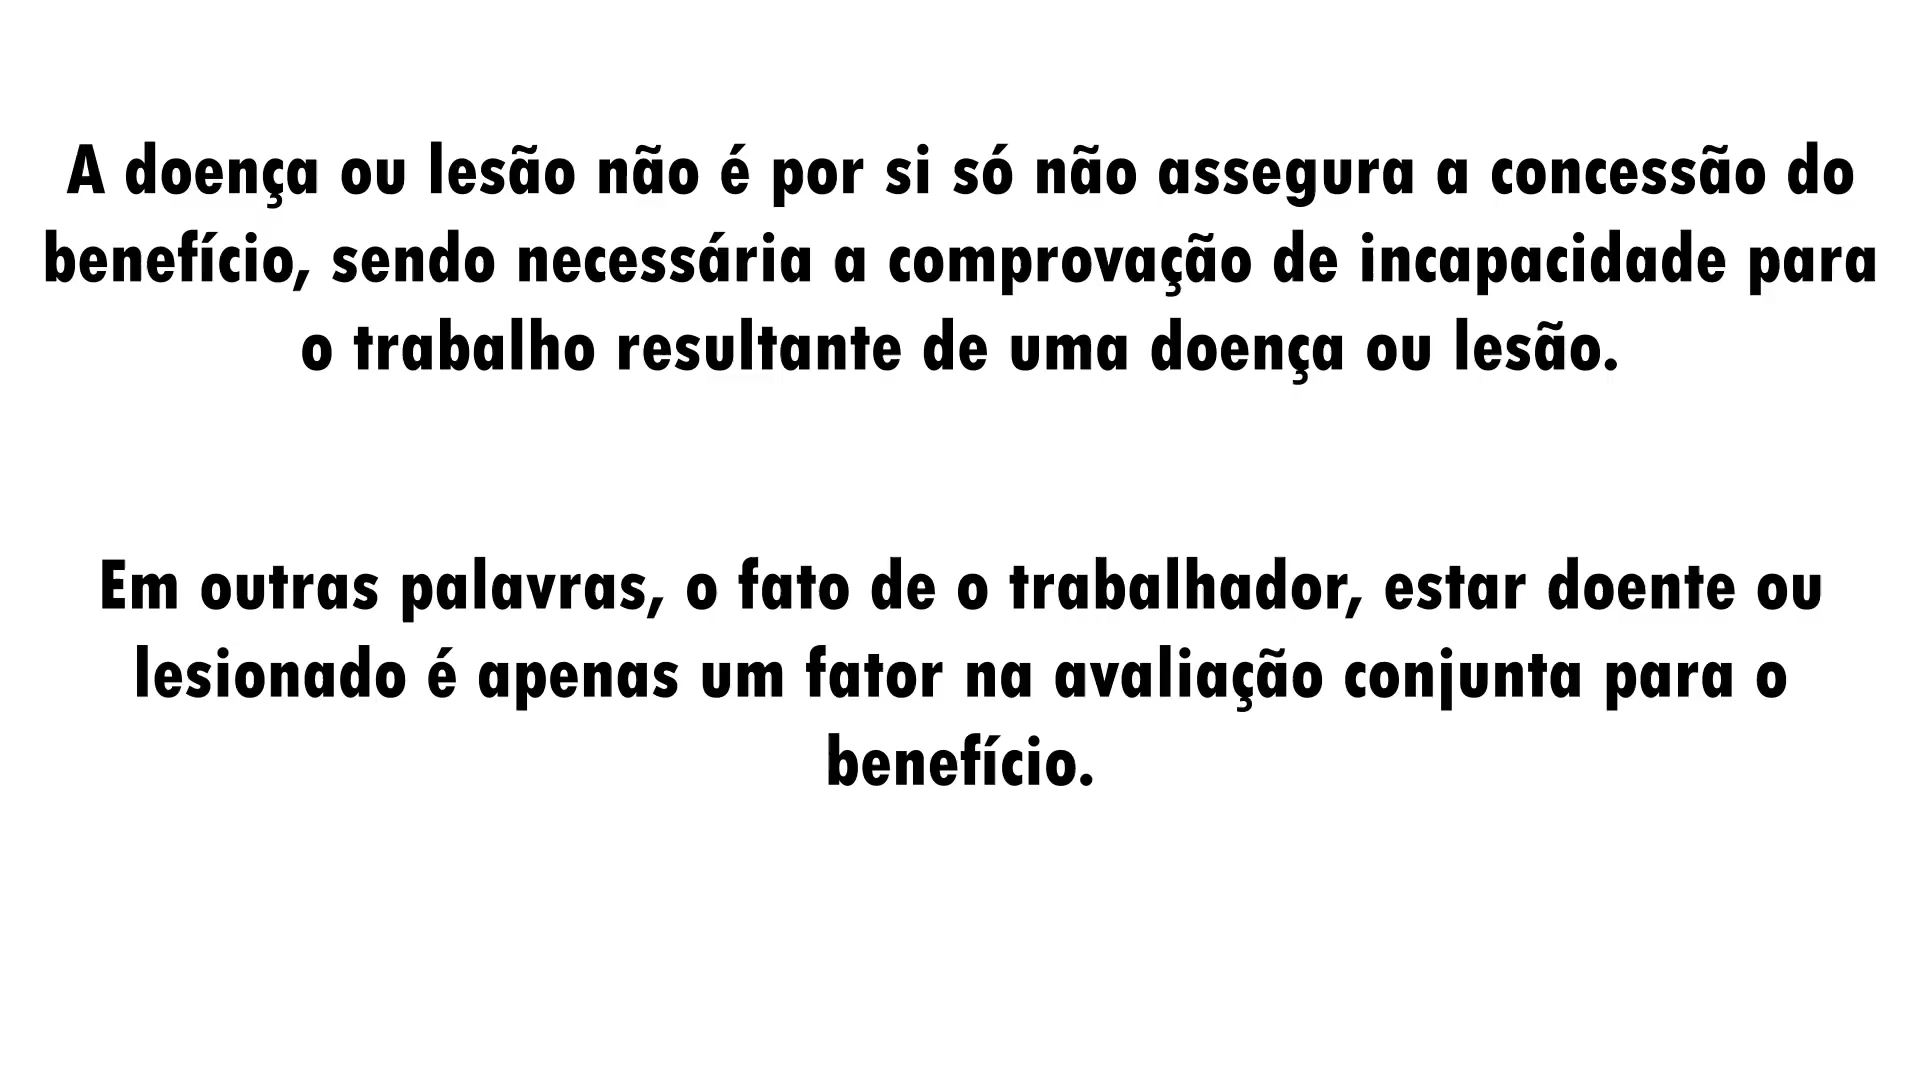 A doença ou lesão não é por si só não assegura a concessão do
benefício, sendo necessária a comprovação de incapacidade para
o trabalho resultante de uma doença ou lesão.
Em outras palavras, o fato de o trabalhador, estar doente ou
lesionado é apenas um fator na avaliação conjunta para o
benefício.